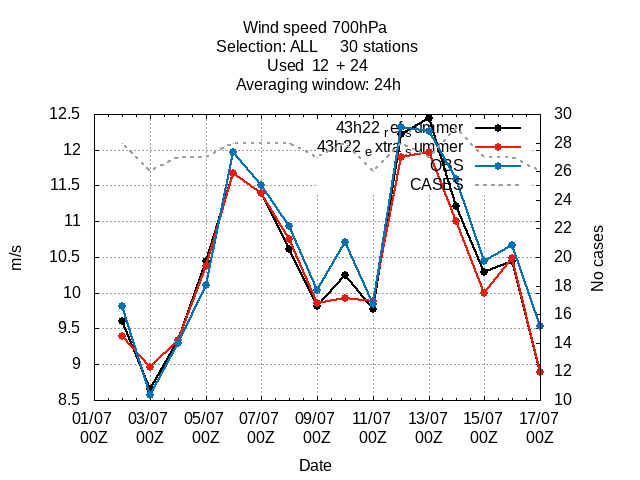 Wind speed 700hPa
Selection: ALL 30 stations
Used 12 + 24
Averaging window: 24h
43h22_ref_summer
43h22_extra_summer
OBS
CASES
12.5
12
11.5
11
10.5
10
9.5
9
8.5
m/s
30
28
26
24
22
20
18
16
14
12
10
No cases
01/07 03/07 05/07 07/07 09/07 11/07 13/07 15/07 17/07
00Z 00Z 00Z 00Z 00Z 00Z 00Z 00Z 00Z
Date